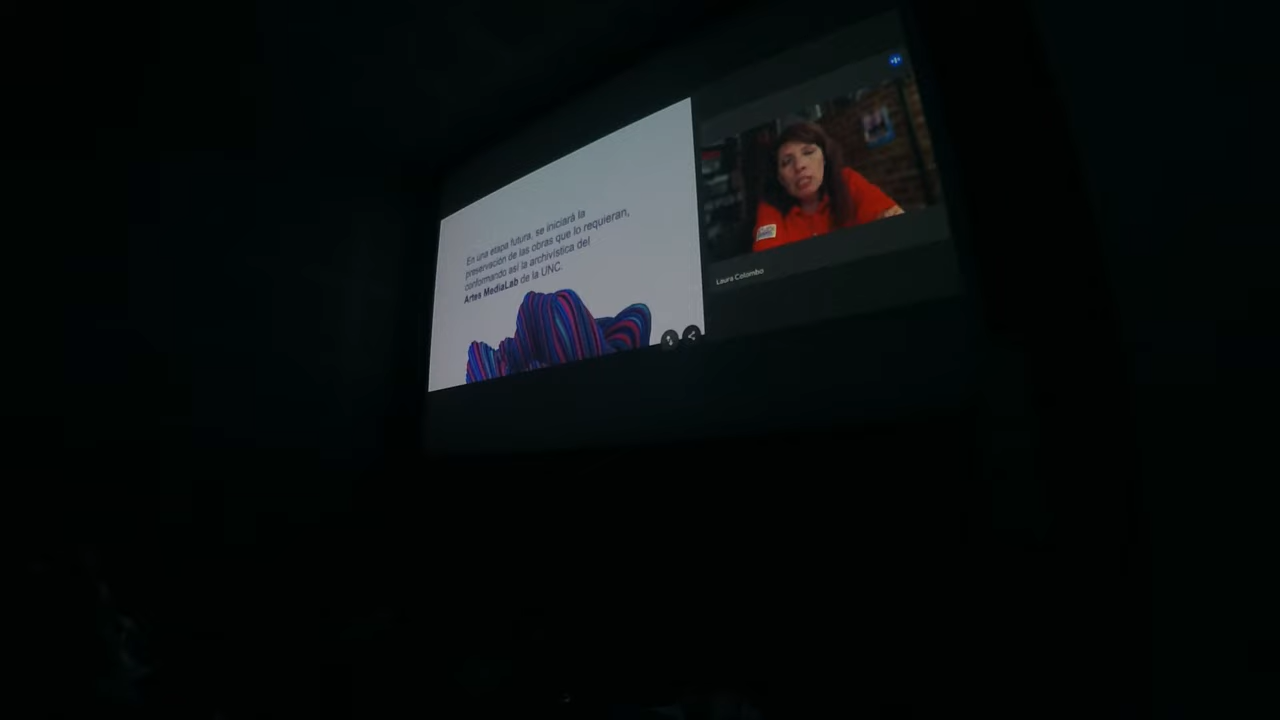 En una etapa futura, se iniciará la
preservación de las obras que lo requieran,
conformando así la archivística del
Artes MediaLab de la UNC.
Laura Colombo